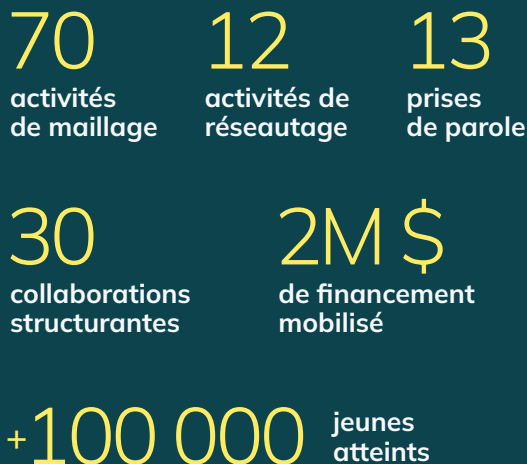 70 12 13
activités activités de prises
de maillage réseautage de parole
30 2M $
collaborations de financement
structurantes mobilisé
+100 000 jeunes
atteints